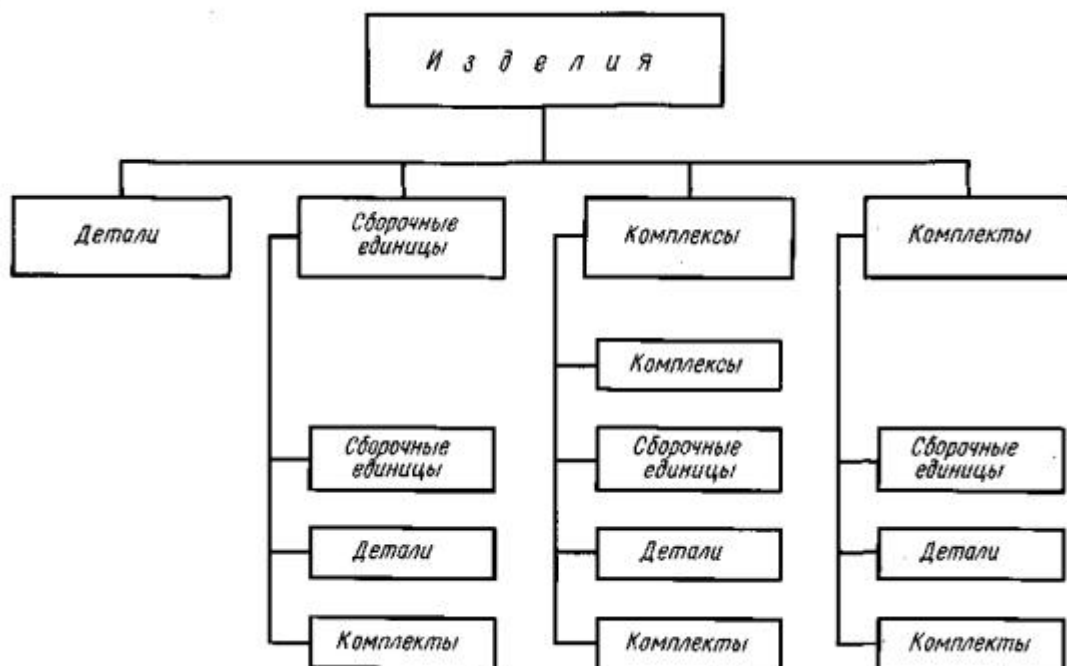 Изделия
Детали
Сборочные
единицы
Комплексы
Комплекты
Комплексы
Сборочные
единицы
Сборочные
единицы
Сборочные
единицы
Детали
Детали
Детали
Комплекты
Комплекты
Комплекты